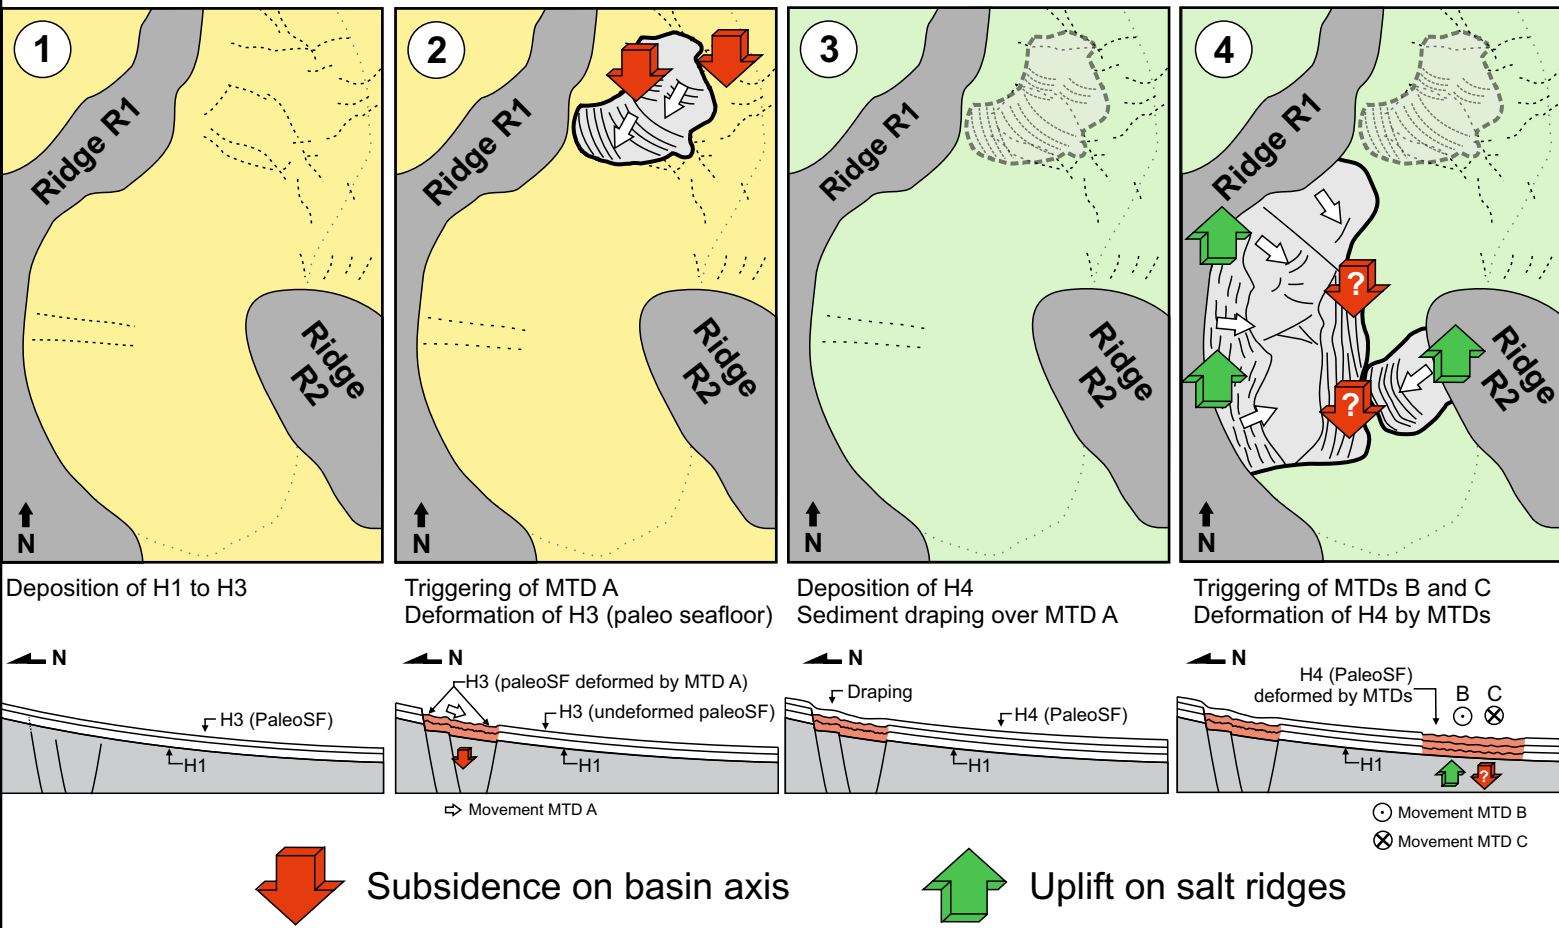 1
Ridge R1
Ridge
R2
N
2
Ridge R1
Ridge
R2
N
3
Ridge R1
Ridge
R2
N
4
Ridge R1
?
?
Ridge
R2
N
Deposition of H1 to H3
Triggering of MTD A
Deformation of H3 (paleo seafloor)
Deposition of H4
Sediment draping over MTD A
Triggering of MTDs B and C
Deformation of H4 by MTDs
N
H3 (PaleoSF)
H1
N
H3 (paleoSF deformed by MTD A)
H3 (undeformed paleoSF)
H1
Movement MTD A
N
Draping
H4 (PaleoSF)
H1
N
H4 (PaleoSF)
deformed by MTDs
B C
H1
?
Movement MTD B
Movement MTD C
Subsidence on basin axis
Uplift on salt ridges